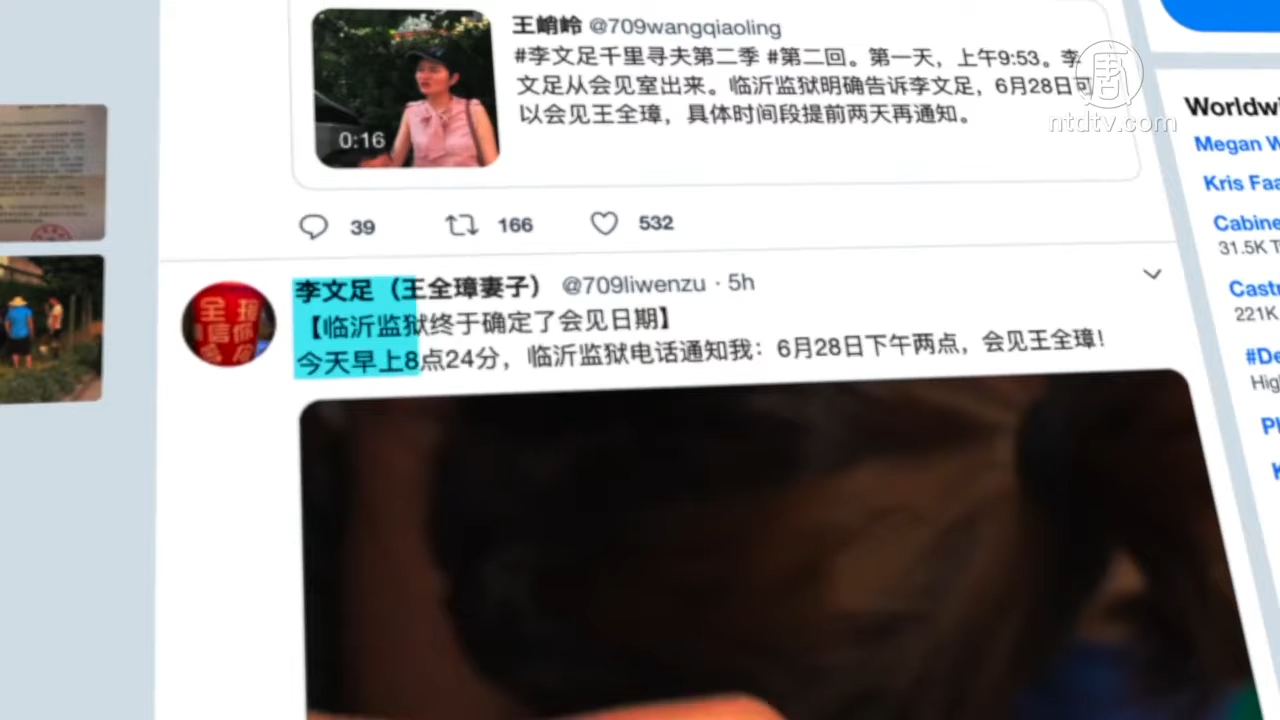 王峭岭 @709wangqiaoling
#李文足千里寻夫第二季 #第二回。第一天，上午9:53。李
文足从会见室出来。临沂监狱明确告诉李文足，6月28日可
以会见王全璋，具体时间段提前两天再通知。
0:16
唐
ntdtv.com
39 166 532
李文足（王全璋妻子） @709liwenzu · 5h
【临沂监狱终于确定了会见日期】
今天早上8点24分，临沂监狱电话通知我：6月28日下午两点，会见王全璋！
Megan W
Kris Faa
31.5K T
221K
#De